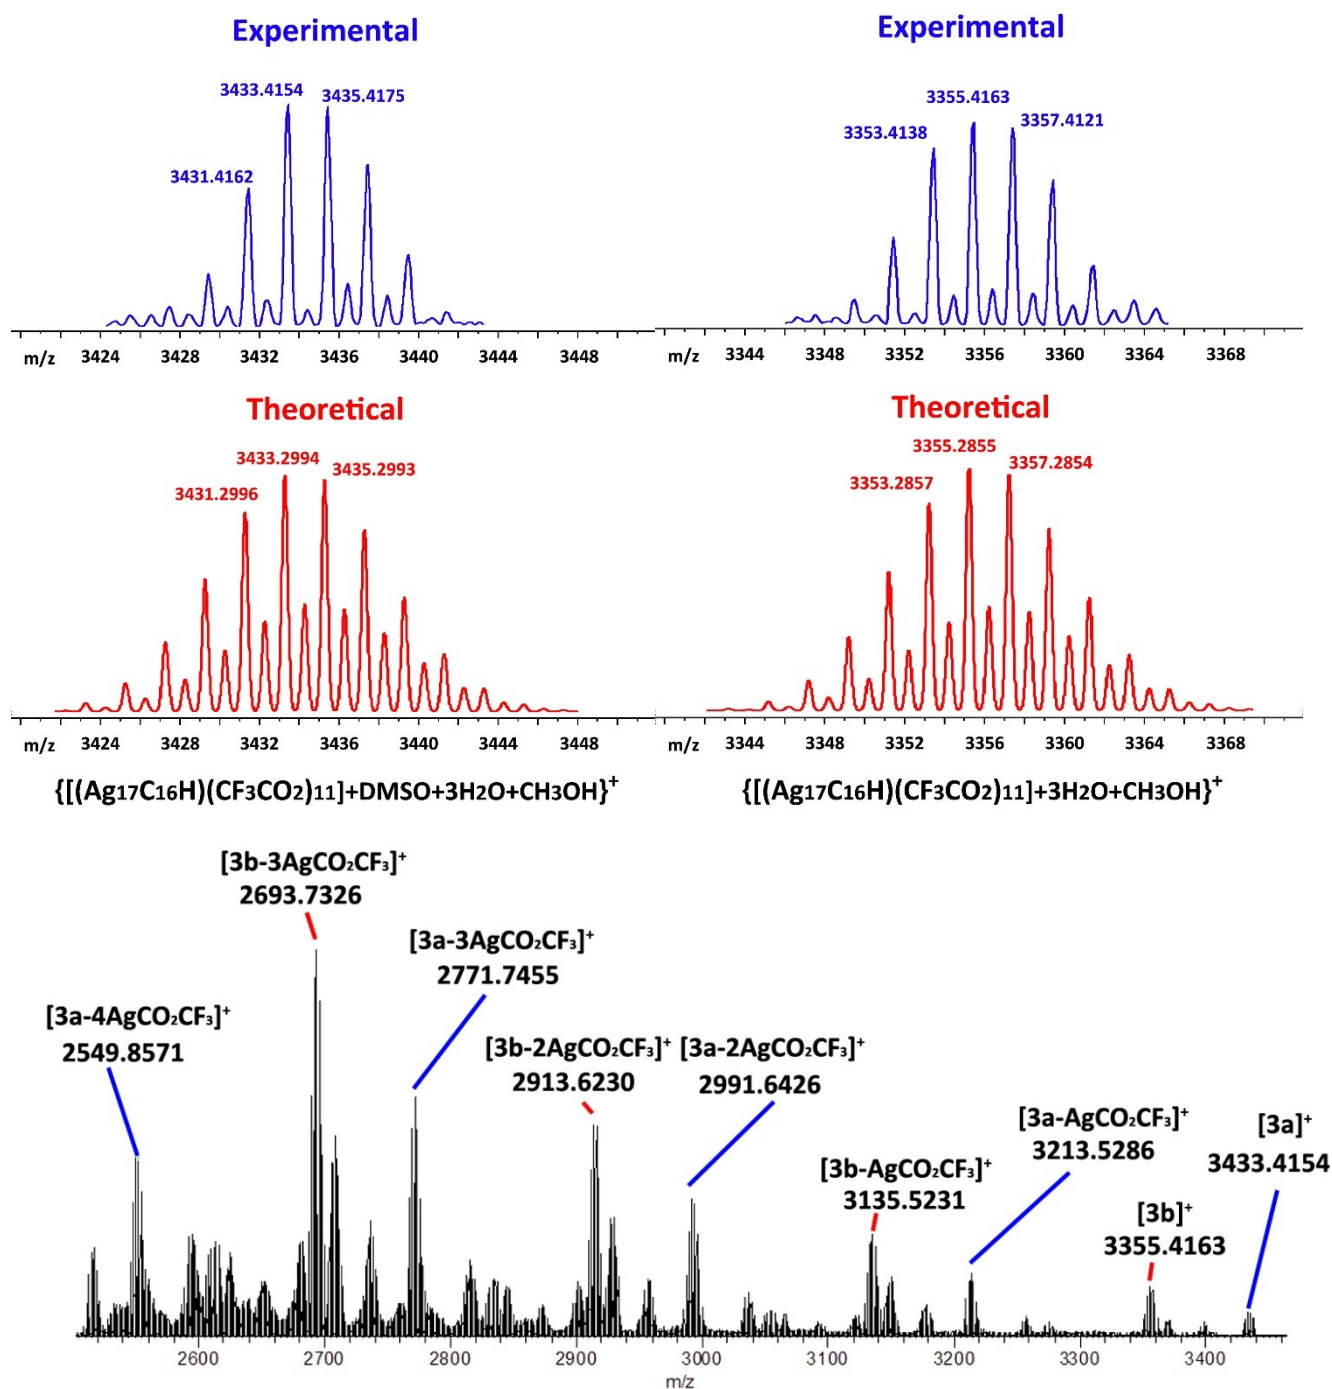 Experimental
3433.4154
3435.4175
3431.4162
m/z 3424 3428 3432 3436 3440 3444 3448
Experimental
3355.4163
3353.4138
3357.4121
3344 3348 3352 3356 3360 3364 3368
m/z
Theoretical
3433.2994
3435.2993
3431.2996
m/z 3424 3428 3432 3436 3440 3444 3448
{[(Ag17C16H)(CF3CO2)11]+DMSO+3H2O+CH3OH}+
Theoretical
3355.2855
3357.2854
3353.2857
m/z 3344 3348 3352 3356 3360 3364 3368
{[(Ag17C16H)(CF3CO2)11]+3H2O+CH3OH}+
[3b-3AgCO₂CF₃]⁺
2693.7326
[3a-3AgCO₂CF₃]⁺
2771.7455
[3a-4AgCO₂CF₃]⁺
2549.8571
[3b-2AgCO₂CF₃]⁺
2913.6230
[3a-2AgCO₂CF₃]⁺
2991.6426
[3a-AgCO₂CF₃]⁺
3213.5286
[3a]⁺
3433.4154
[3b-AgCO₂CF₃]⁺
3135.5231
[3b]⁺
3355.4163
2600 2700 2800 2900 3000 3100 3200 3300 3400
m/z